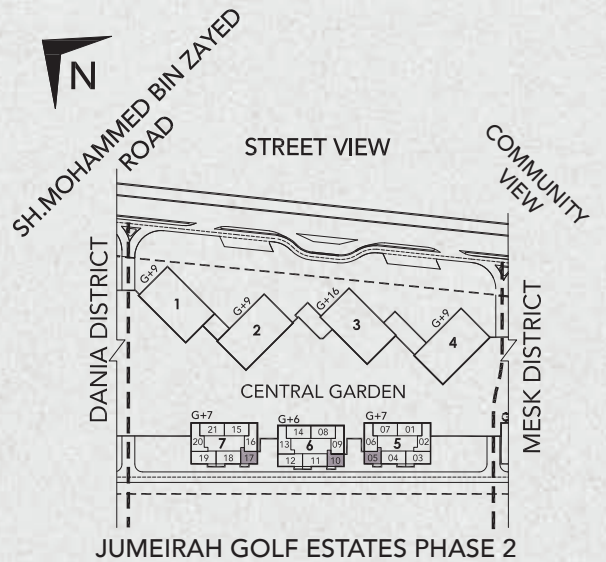 N
SH.MOHAMMED BIN ZAYED
ROAD
STREET VIEW
COMMUNITY
VIEW
DANIA DISTRICT
MESK DISTRICT
G+9
1
G+9
2
G+16
3
G+9
4
CENTRAL GARDEN
G+7
21 15
20 7 16
19 18 17
G+6
14 08
13 6 09
12 11 10
G+7
07 01
06 5 02
05 04 03
G
JUMEIRAH GOLF ESTATES PHASE 2